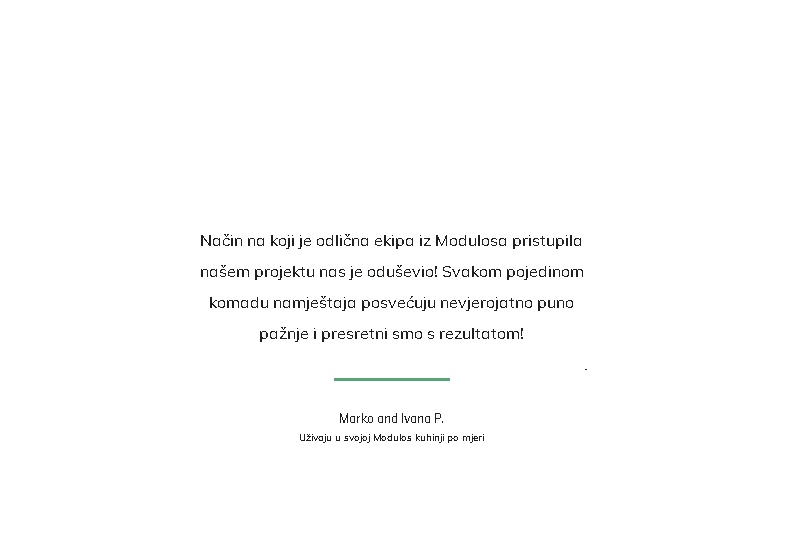 Način na koji je odlična ekipa iz Modulosa pristupila
našem projektu nas je oduševio! Svakom pojedinom
komadu namještaja posvećuju nevjerojatno puno
pažnje i presretni smo s rezultatom!
Marko and Ivana P.
Uživaju u svojoj Modulos kuhinji po mjeri